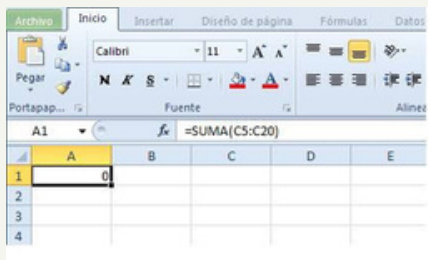 Archivo Inicio Insertar Diseño de página Fórmulas Datos
Calibri 11 A A
Pegar N K S A
Portapap... Fuente Alinea
A1 fx =SUMA(C5:C20)
A B C D E
1 0
2
3
4